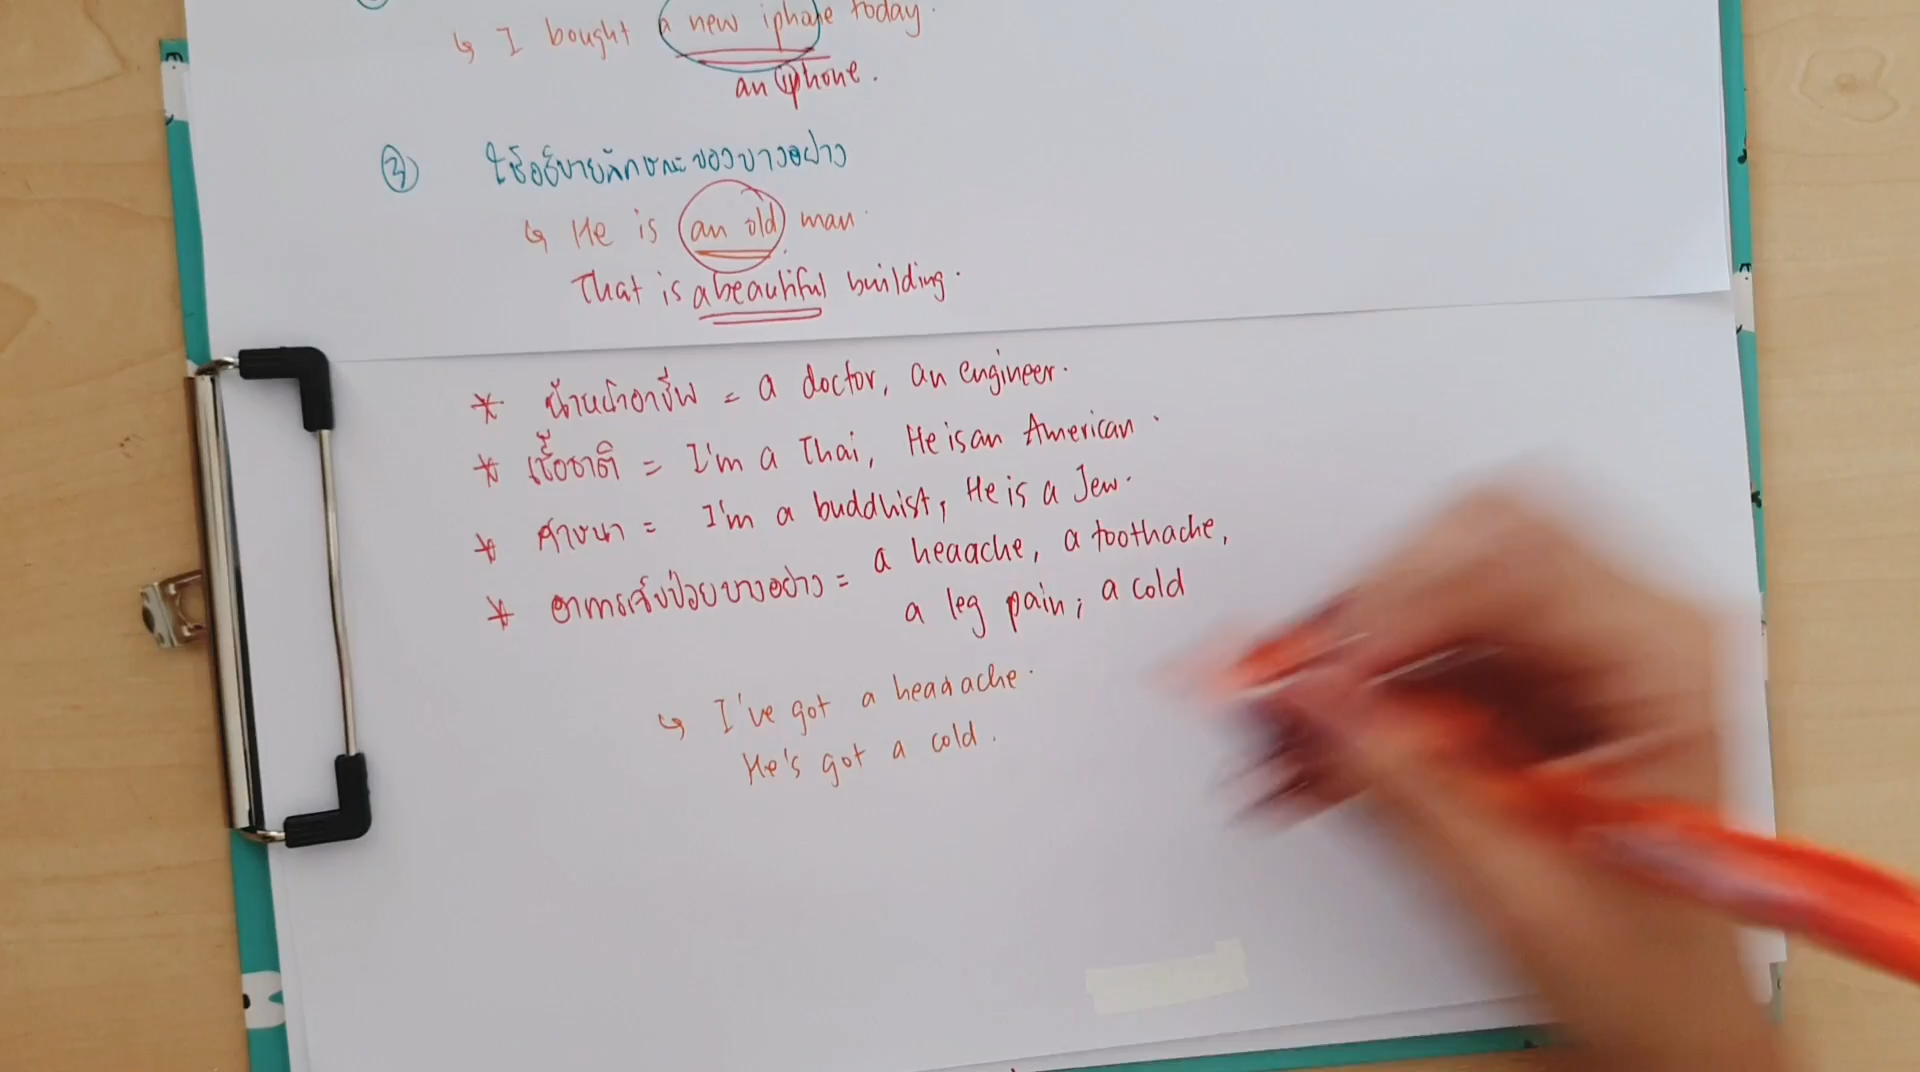 ↳ I bought a new iphone today.
an iphone.
③ ใช้อธิบายลักษณะของบางอย่าง
↳ He is an old man.
That is a beautiful building.
* นำหน้าอาชีพ = a doctor, an engineer.
* เชื้อชาติ = I'm a Thai, He is an American.
* ศาสนา = I'm a buddhist, He is a Jew.
* อาการเจ็บป่วยบางอย่าง = a heaache, a toothache,
a leg pain, a cold
↳ I've got a headache.
He's got a cold.